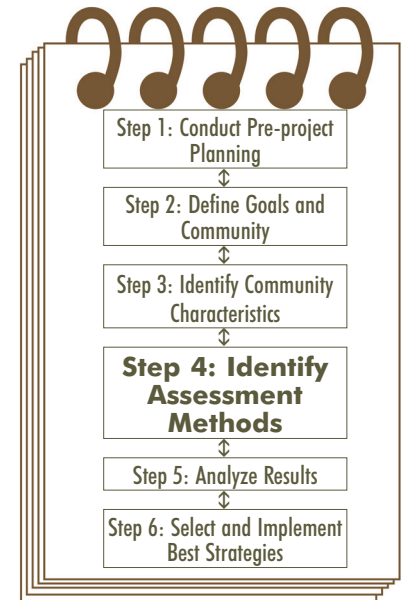 Step 1: Conduct Pre-project
Planning
Step 2: Define Goals and
Community
Step 3: Identify Community
Characteristics
Step 4: Identify
Assessment
Methods
Step 5: Analyze Results
Step 6: Select and Implement
Best Strategies